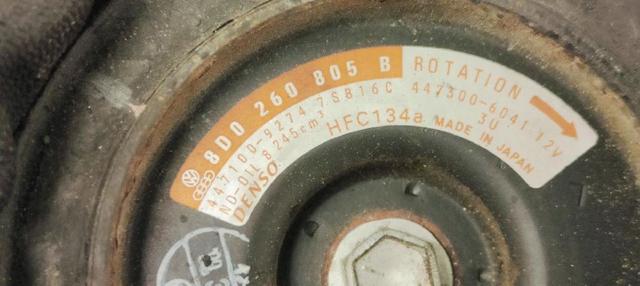 8D0 260 805 B
ROTATION
447100-9274 7SB16C 447300-6041 12V
ND-OIL 8 245cm³
3U
DENSO
HFC134a MADE IN JAPAN